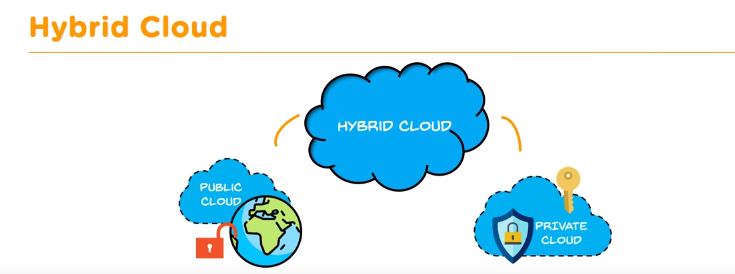 Hybrid Cloud
HYBRID CLOUD
PUBLIC
CLOUD
PRIVATE
CLOUD